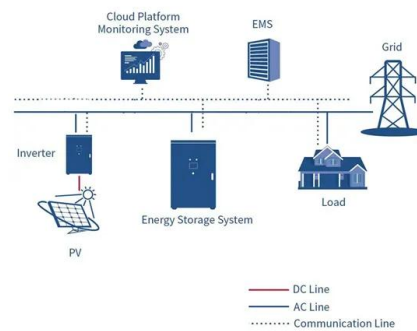 Cloud Platform
Monitoring System
EMS
Grid
Inverter
Energy Storage System
Load
PV
DC Line
AC Line
Communication Line